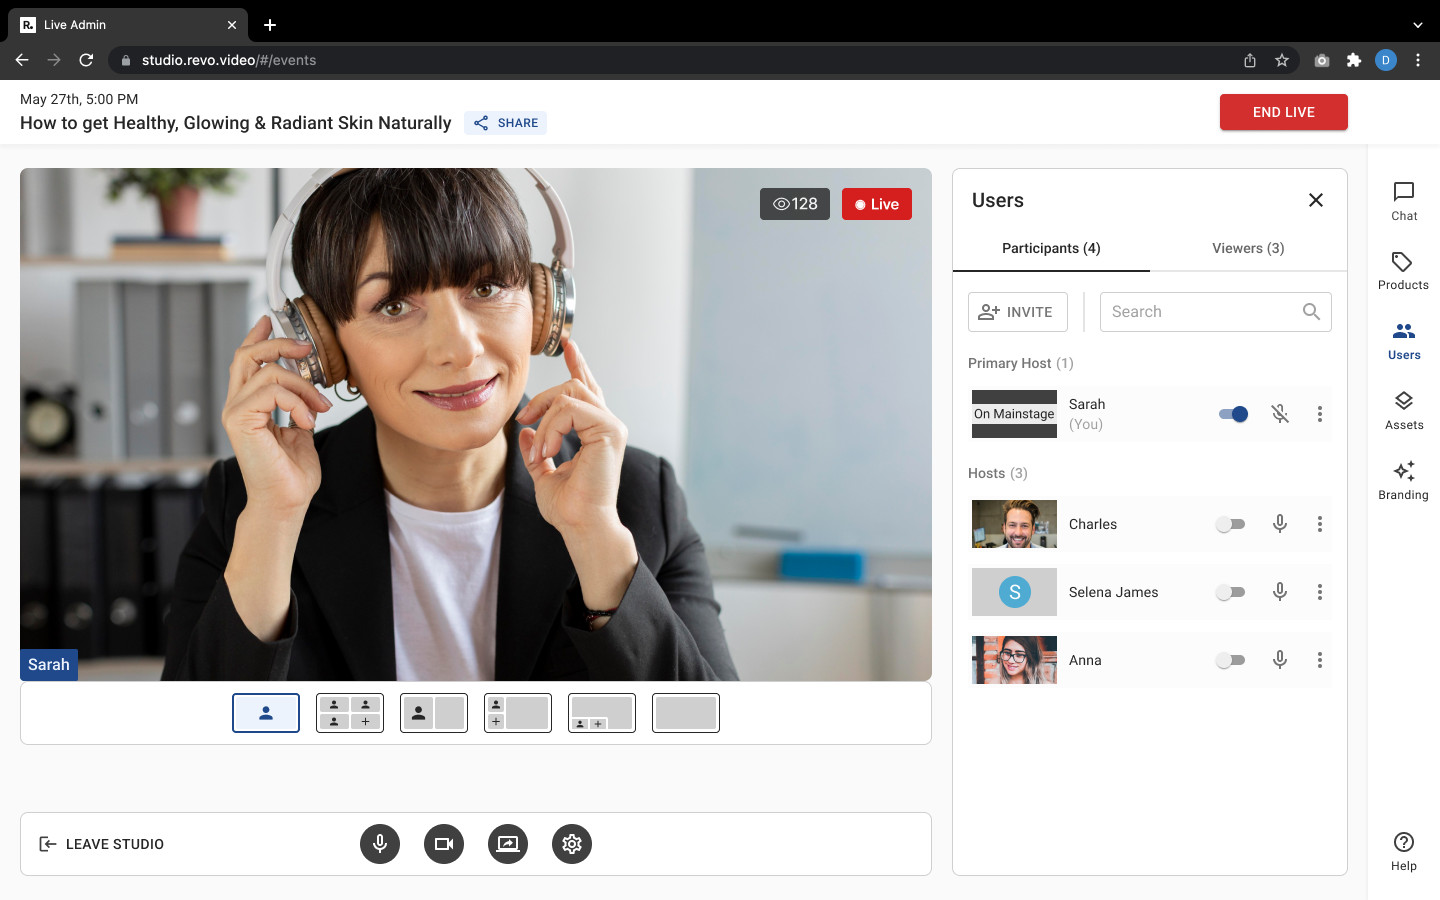 R.
Live Admin
studio.revo.video/#/events
D
May 27th, 5:00 PM
How to get Healthy, Glowing & Radiant Skin Naturally
SHARE
END LIVE
128
Live
Sarah
LEAVE STUDIO
Users
Participants (4)
Viewers (3)
INVITE
Search
Primary Host (1)
On Mainstage
Sarah
(You)
Hosts (3)
Charles
S
Selena James
Anna
Chat
Products
Users
Assets
Branding
Help